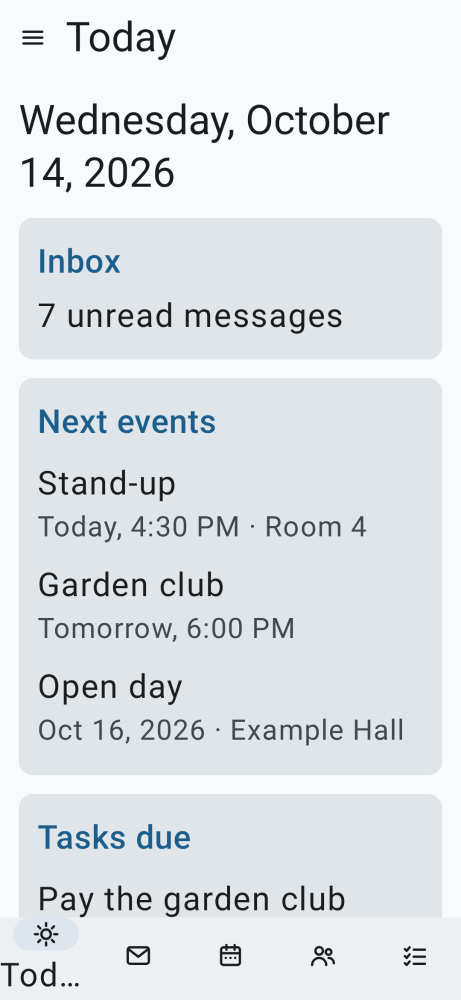 Today
Wednesday, October
14, 2026
Inbox
7 unread messages
Next events
Stand-up
Today, 4:30 PM · Room 4
Garden club
Tomorrow, 6:00 PM
Open day
Oct 16, 2026 · Example Hall
Tasks due
Pay the garden club
Tod…